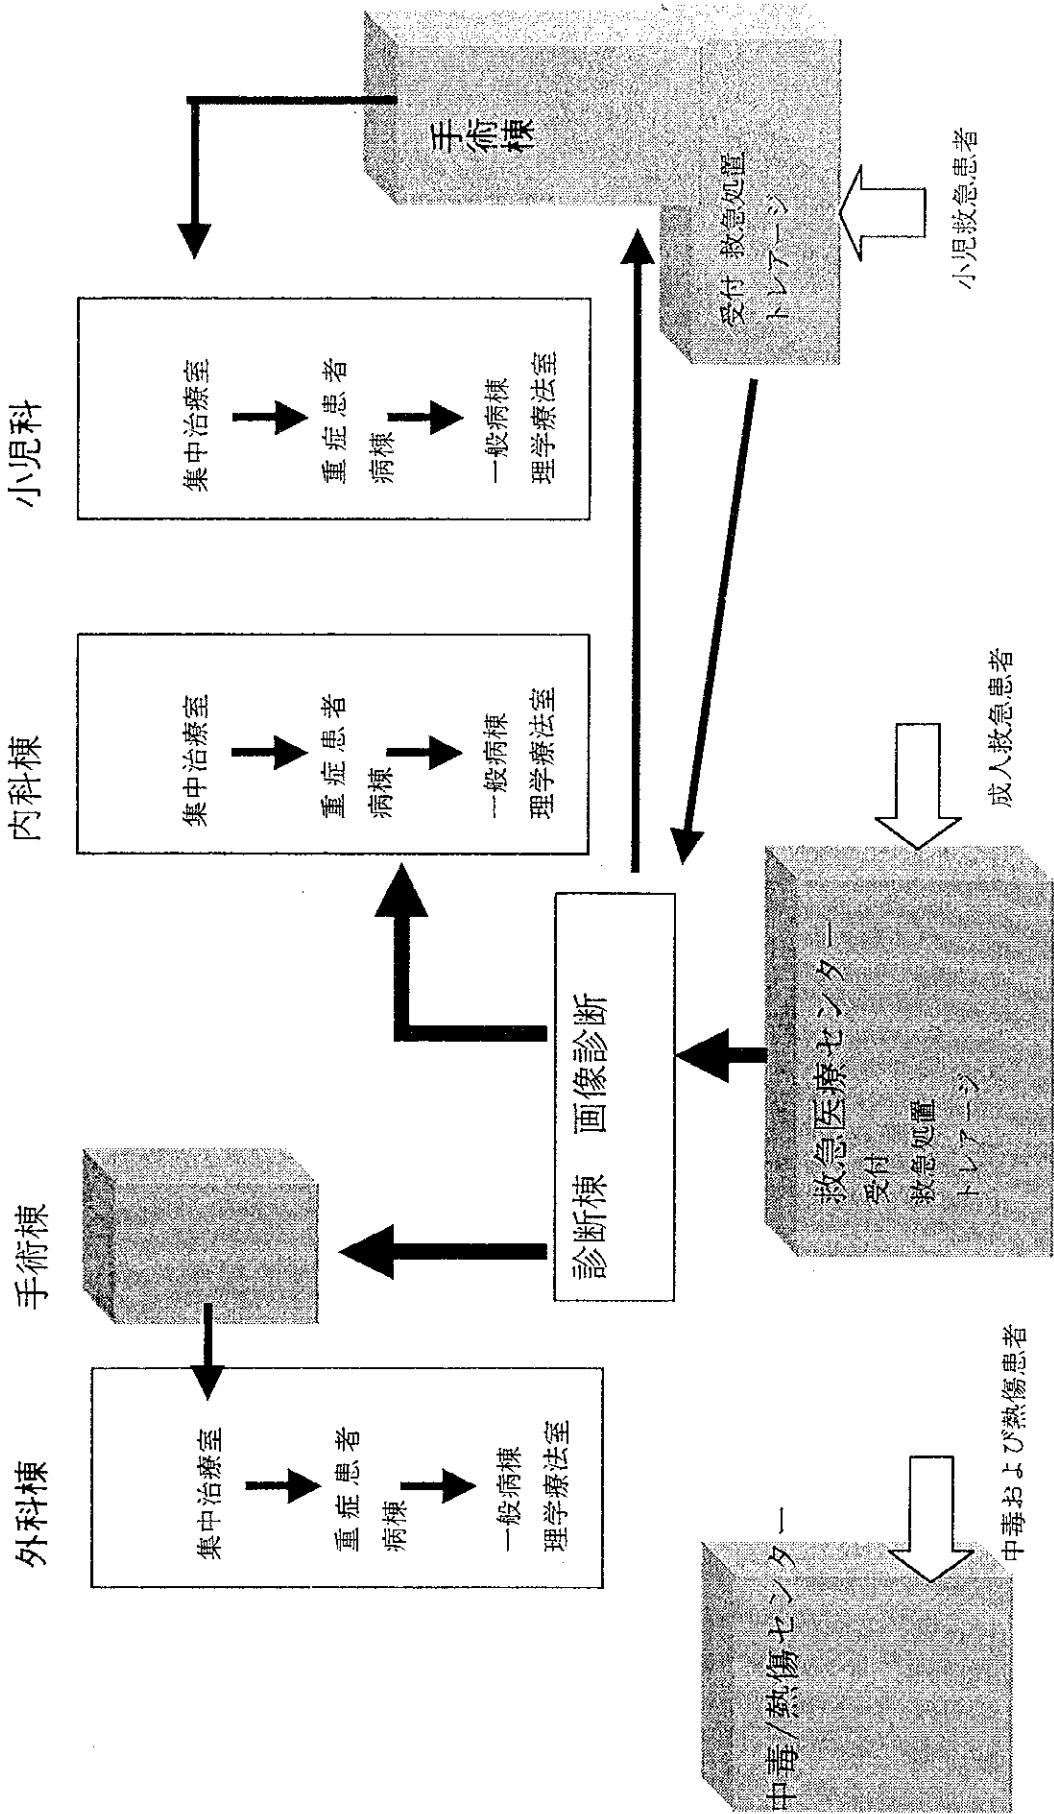 外科棟
手術棟
内科棟
小児科
集中治療室
重症患者
病棟
一般病棟
理学療法室
集中治療室
重症患者
病棟
一般病棟
理学療法室
集中治療室
重症患者
病棟
一般病棟
理学療法室
手術棟
受付 救急処置
トレアージ
小児救急患者
診断棟 画像診断
救急医療センター
受付
救急処置
トレアージ
成人救急患者
中毒/熱傷センター
中毒および熱傷患者